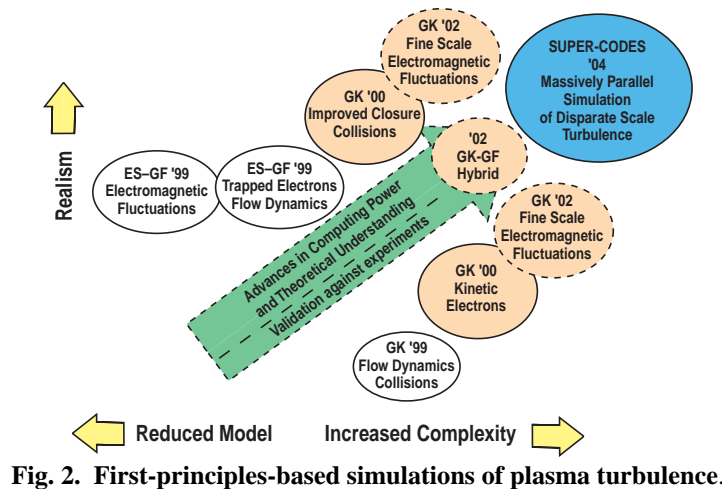 GK '02
Fine Scale
Electromagnetic
Fluctuations
SUPER-CODES
'04
Massively Parallel
Simulation
of Disparate Scale
Turbulence
GK '00
Improved Closure
Collisions
'02
GK-GF
Hybrid
ES–GF '99
Electromagnetic
Fluctuations
ES–GF '99
Trapped Electrons
Flow Dynamics
Realism
GK '02
Fine Scale
Electromagnetic
Fluctuations
Advances in Computing Power
and Theoretical Understanding
Validation against experiments
GK '00
Kinetic
Electrons
GK '99
Flow Dynamics
Collisions
Reduced Model
Increased Complexity
Fig. 2. First-principles-based simulations of plasma turbulence.